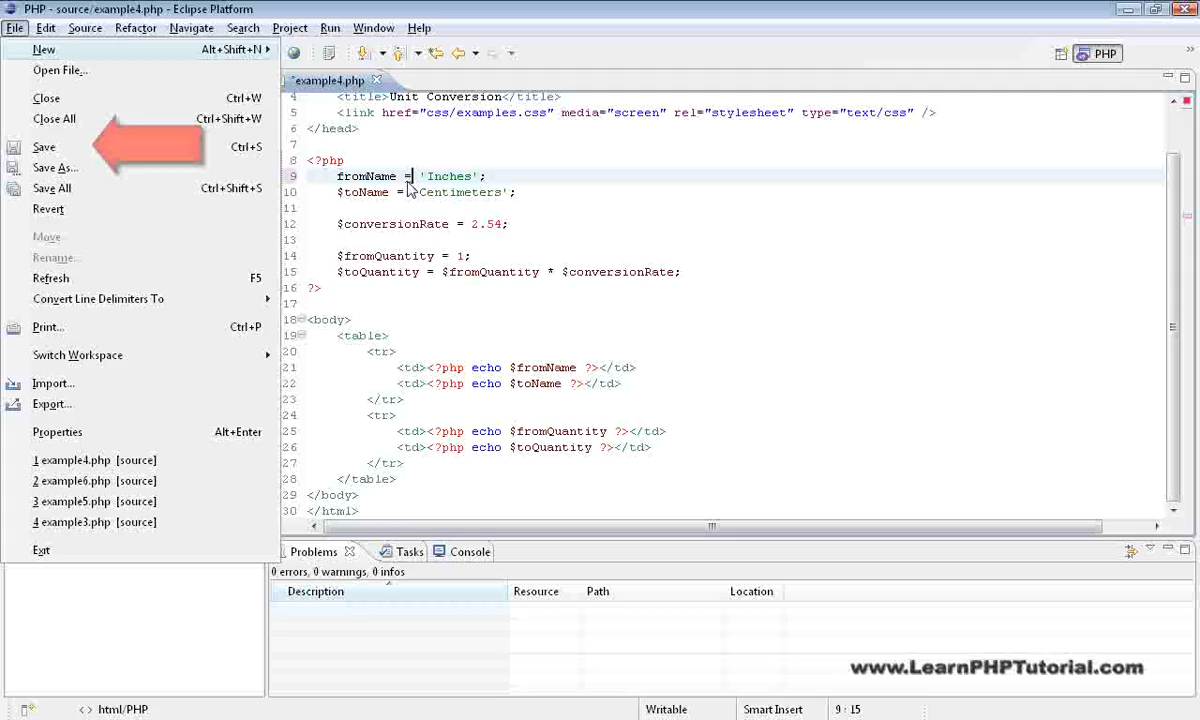 PHP - source/example4.php - Eclipse Platform
File Edit Source Refactor Navigate Search Project Run Window Help
New Alt+Shift+N
Open File...
Close Ctrl+W
Close All Ctrl+Shift+W
Save Ctrl+S
Save As...
Save All Ctrl+Shift+S
Revert
Move...
Rename...
Refresh F5
Convert Line Delimiters To
Print... Ctrl+P
Switch Workspace
Import...
Export...
Properties Alt+Enter
1 example4.php [source]
2 example6.php [source]
3 example5.php [source]
4 example3.php [source]
Exit
PHP
*example4.php
4 <title>Unit Conversion</title>
5 <link href="css/examples.css" media="screen" rel="stylesheet" type="text/css" />
6 </head>
7
8 <?php
9 fromName = 'Inches';
10 $toName = 'Centimeters';
11
12 $conversionRate = 2.54;
13
14 $fromQuantity = 1;
15 $toQuantity = $fromQuantity * $conversionRate;
16 ?>
17
18 <body>
19 <table>
20 <tr>
21 <td><?php echo $fromName ?></td>
22 <td><?php echo $toName ?></td>
23 </tr>
24 <tr>
25 <td><?php echo $fromQuantity ?></td>
26 <td><?php echo $toQuantity ?></td>
27 </tr>
28 </table>
29 </body>
30 </html>
Problems Tasks Console
0 errors, 0 warnings, 0 infos
Description Resource Path Location
www.LearnPHPTutorial.com
<> html/PHP Writable Smart Insert 9 : 15